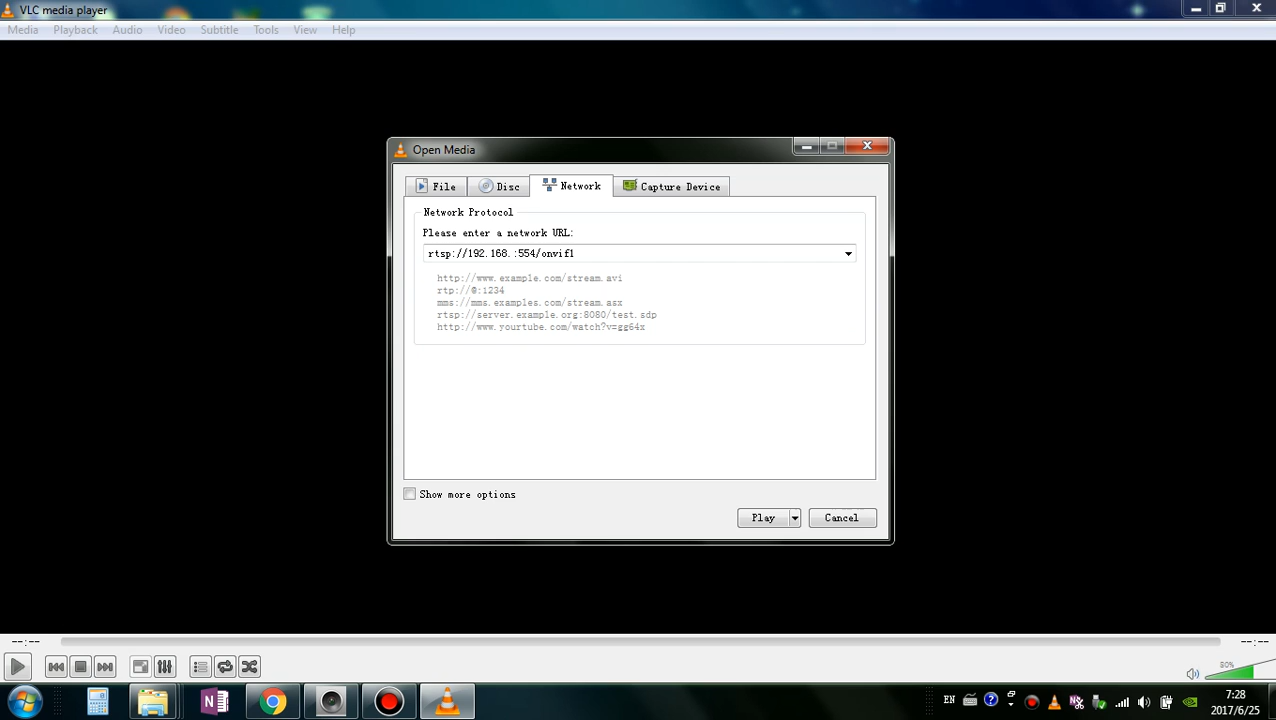 VLC media player
Media Playback Audio Video Subtitle Tools View Help
Open Media
File Disc Network Capture Device
Network Protocol
Please enter a network URL:
rtsp://192.168.:554/onvif1
http://www.example.com/stream.avi
rtp://@:1234
mms://mms.examples.com/stream.asx
rtsp://server.example.org:8080/test.sdp
http://www.yourtube.com/watch?v=gg64x
Show more options
Play Cancel
--:-- --:--
50%
EN
7:28
2017/6/25